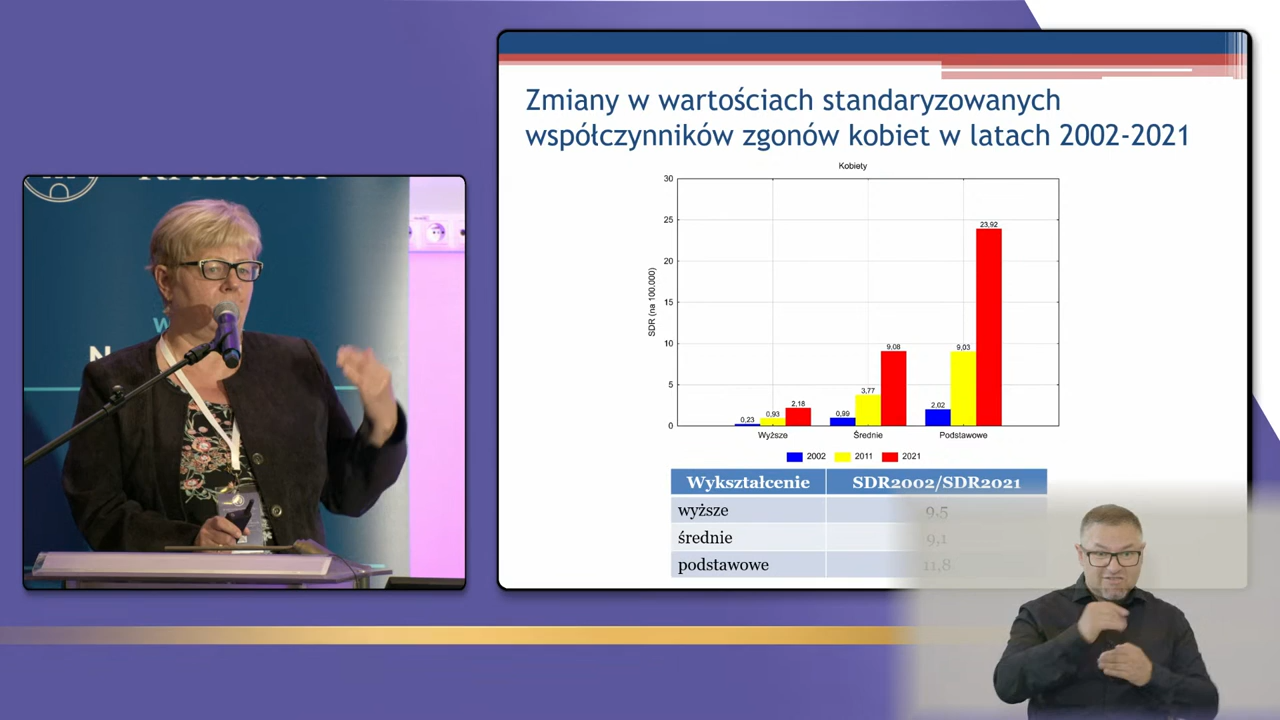 Zmiany w wartościach standaryzowanych
współczynników zgonów kobiet w latach 2002-2021
Kobiety
SDR (na 100.000)
30
25
20
15
10
5
0
0,23
0,93
2,18
0,99
3,77
9,08
2,02
9,03
23,92
Wyższe
Średnie
Podstawowe
2002
2011
2021
Wykształcenie
SDR2002/SDR2021
wyższe
9,5
średnie
9,1
podstawowe
11,8
W
N